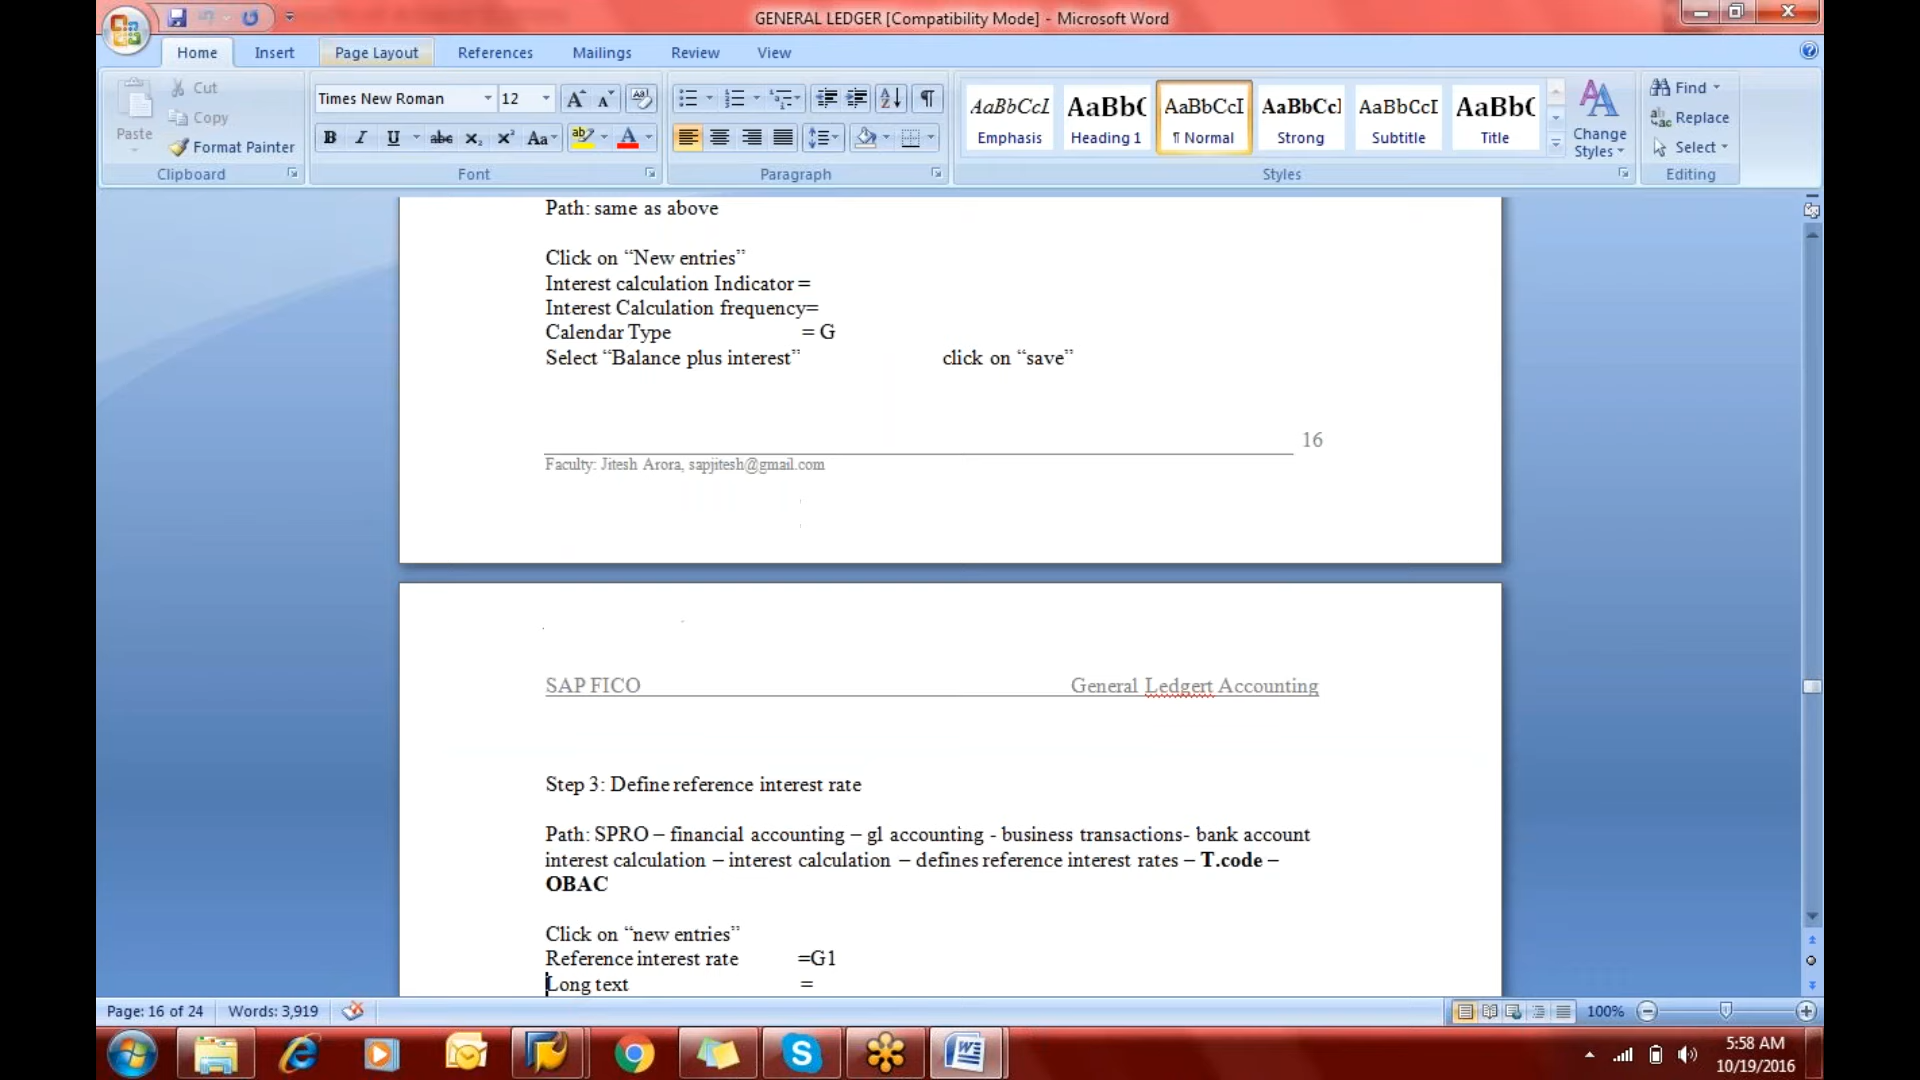 GENERAL LEDGER [Compatibility Mode] - Microsoft Word
Home Insert Page Layout References Mailings Review View
Paste
Cut
Copy
Format Painter
Clipboard
Times New Roman 12
Font
Paragraph
AaBbCcI AaBbC AaBbCcI AaBbCcI AaBbCcI AaBbC
Emphasis Heading 1 ¶ Normal Strong Subtitle Title
Change Styles
Styles
Find
Replace
Select
Editing
Path: same as above
Click on “New entries”
Interest calculation Indicator =
Interest Calculation frequency=
Calendar Type = G
Select “Balance plus interest” click on “save”
16
Faculty: Jitesh Arora, sapjitesh@gmail.com
SAP FICO General Ledgert Accounting
Step 3: Define reference interest rate
Path: SPRO – financial accounting – gl accounting - business transactions- bank account
interest calculation – interest calculation – defines reference interest rates – T.code –
OBAC
Click on “new entries”
Reference interest rate =G1
Long text =
Page: 16 of 24 Words: 3,919 100%
5:58 AM
10/19/2016